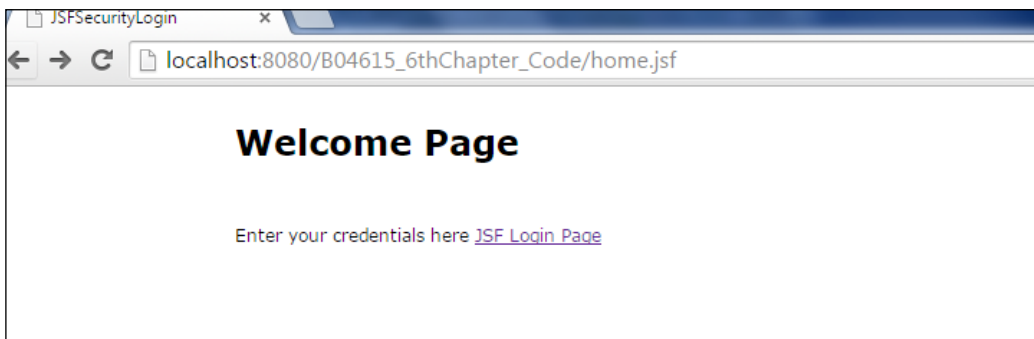 JSFSecurityLogin
localhost:8080/B04615_6thChapter_Code/home.jsf
Welcome Page
Enter your credentials here JSF Login Page